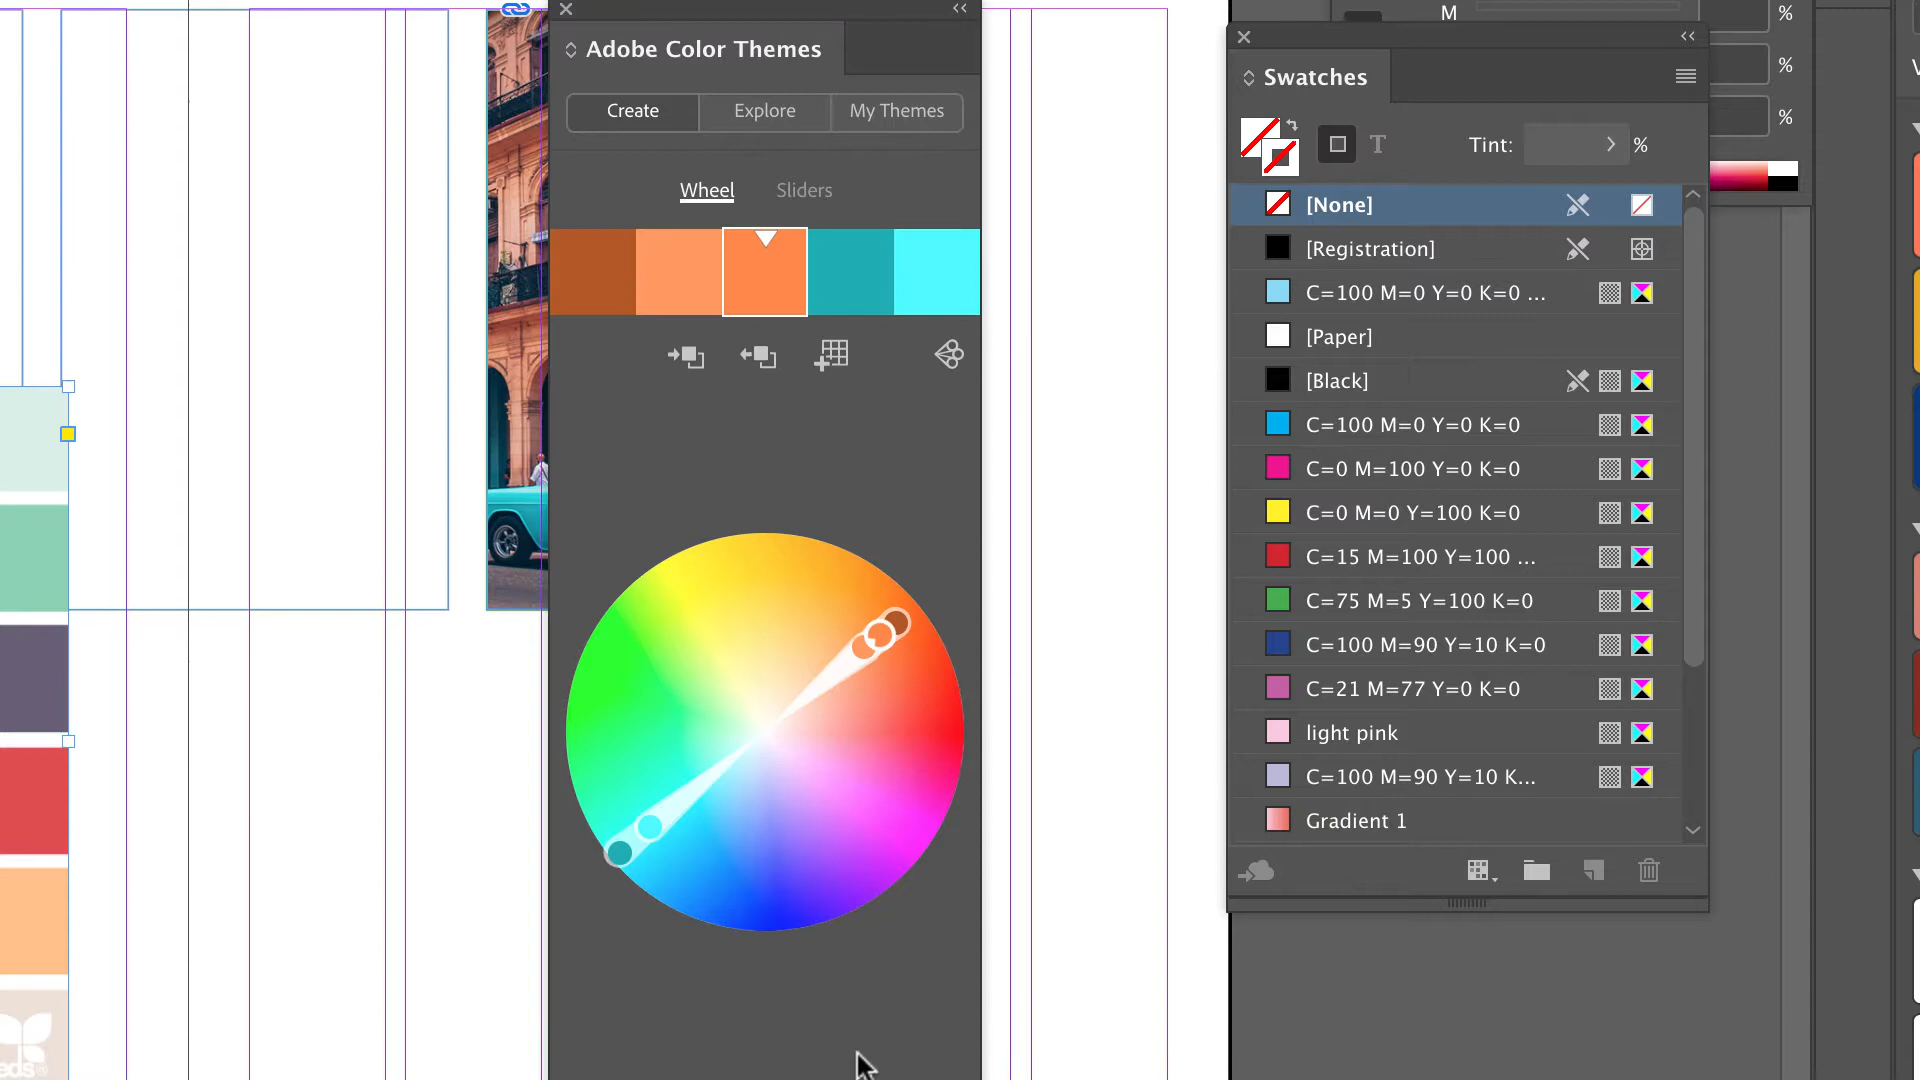 Adobe Color Themes
Create
Explore
My Themes
Wheel
Sliders
M
%
%
%
Swatches
T
Tint:
%
[None]
[Registration]
C=100 M=0 Y=0 K=0 ...
[Paper]
[Black]
C=100 M=0 Y=0 K=0
C=0 M=100 Y=0 K=0
C=0 M=0 Y=100 K=0
C=15 M=100 Y=100 ...
C=75 M=5 Y=100 K=0
C=100 M=90 Y=10 K=0
C=21 M=77 Y=0 K=0
light pink
C=100 M=90 Y=10 K...
Gradient 1